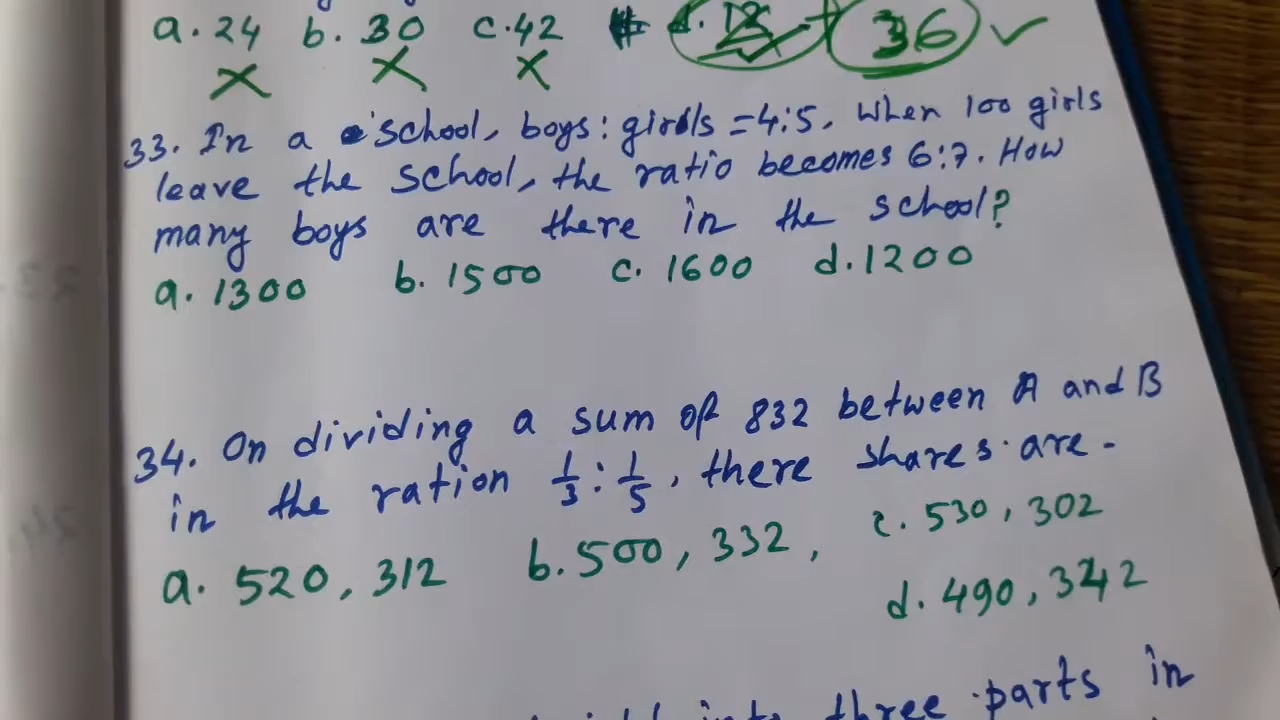 a. 24 b. 30 c. 42 d. 36
33. In a school, boys : girls = 4:5. When 100 girls
leave the school, the ratio becomes 6:7. How
many boys are there in the school?
a. 1300 b. 1500 c. 1600 d. 1200
34. On dividing a sum of 832 between A and B
in the ration 1/3 : 1/5, there shares are -
a. 520, 312 b. 500, 332, c. 530, 302
d. 490, 342
into three parts in